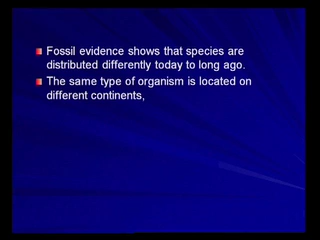 Fossil evidence shows that species are
distributed differently today to long ago.
The same type of organism is located on
different continents,